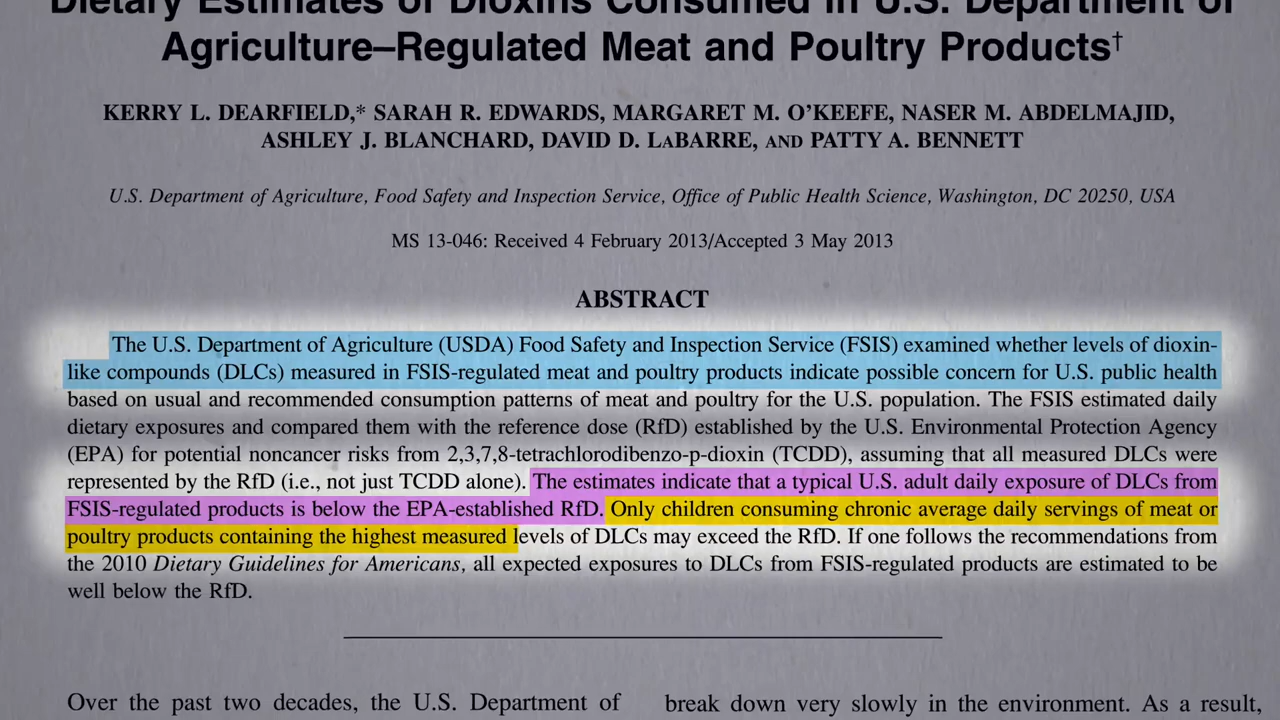 Dietary Estimates of Dioxins Consumed in U.S. Department of
Agriculture–Regulated Meat and Poultry Products†
KERRY L. DEARFIELD,* SARAH R. EDWARDS, MARGARET M. O'KEEFE, NASER M. ABDELMAJID,
ASHLEY J. BLANCHARD, DAVID D. LABARRE, AND PATTY A. BENNETT
U.S. Department of Agriculture, Food Safety and Inspection Service, Office of Public Health Science, Washington, DC 20250, USA
MS 13-046: Received 4 February 2013/Accepted 3 May 2013
ABSTRACT
The U.S. Department of Agriculture (USDA) Food Safety and Inspection Service (FSIS) examined whether levels of dioxin-
like compounds (DLCs) measured in FSIS-regulated meat and poultry products indicate possible concern for U.S. public health
based on usual and recommended consumption patterns of meat and poultry for the U.S. population. The FSIS estimated daily
dietary exposures and compared them with the reference dose (RfD) established by the U.S. Environmental Protection Agency
(EPA) for potential noncancer risks from 2,3,7,8-tetrachlorodibenzo-p-dioxin (TCDD), assuming that all measured DLCs were
represented by the RfD (i.e., not just TCDD alone). The estimates indicate that a typical U.S. adult daily exposure of DLCs from
FSIS-regulated products is below the EPA-established RfD. Only children consuming chronic average daily servings of meat or
poultry products containing the highest measured levels of DLCs may exceed the RfD. If one follows the recommendations from
the 2010 Dietary Guidelines for Americans, all expected exposures to DLCs from FSIS-regulated products are estimated to be
well below the RfD.
Over the past two decades, the U.S. Department of
break down very slowly in the environment. As a result,